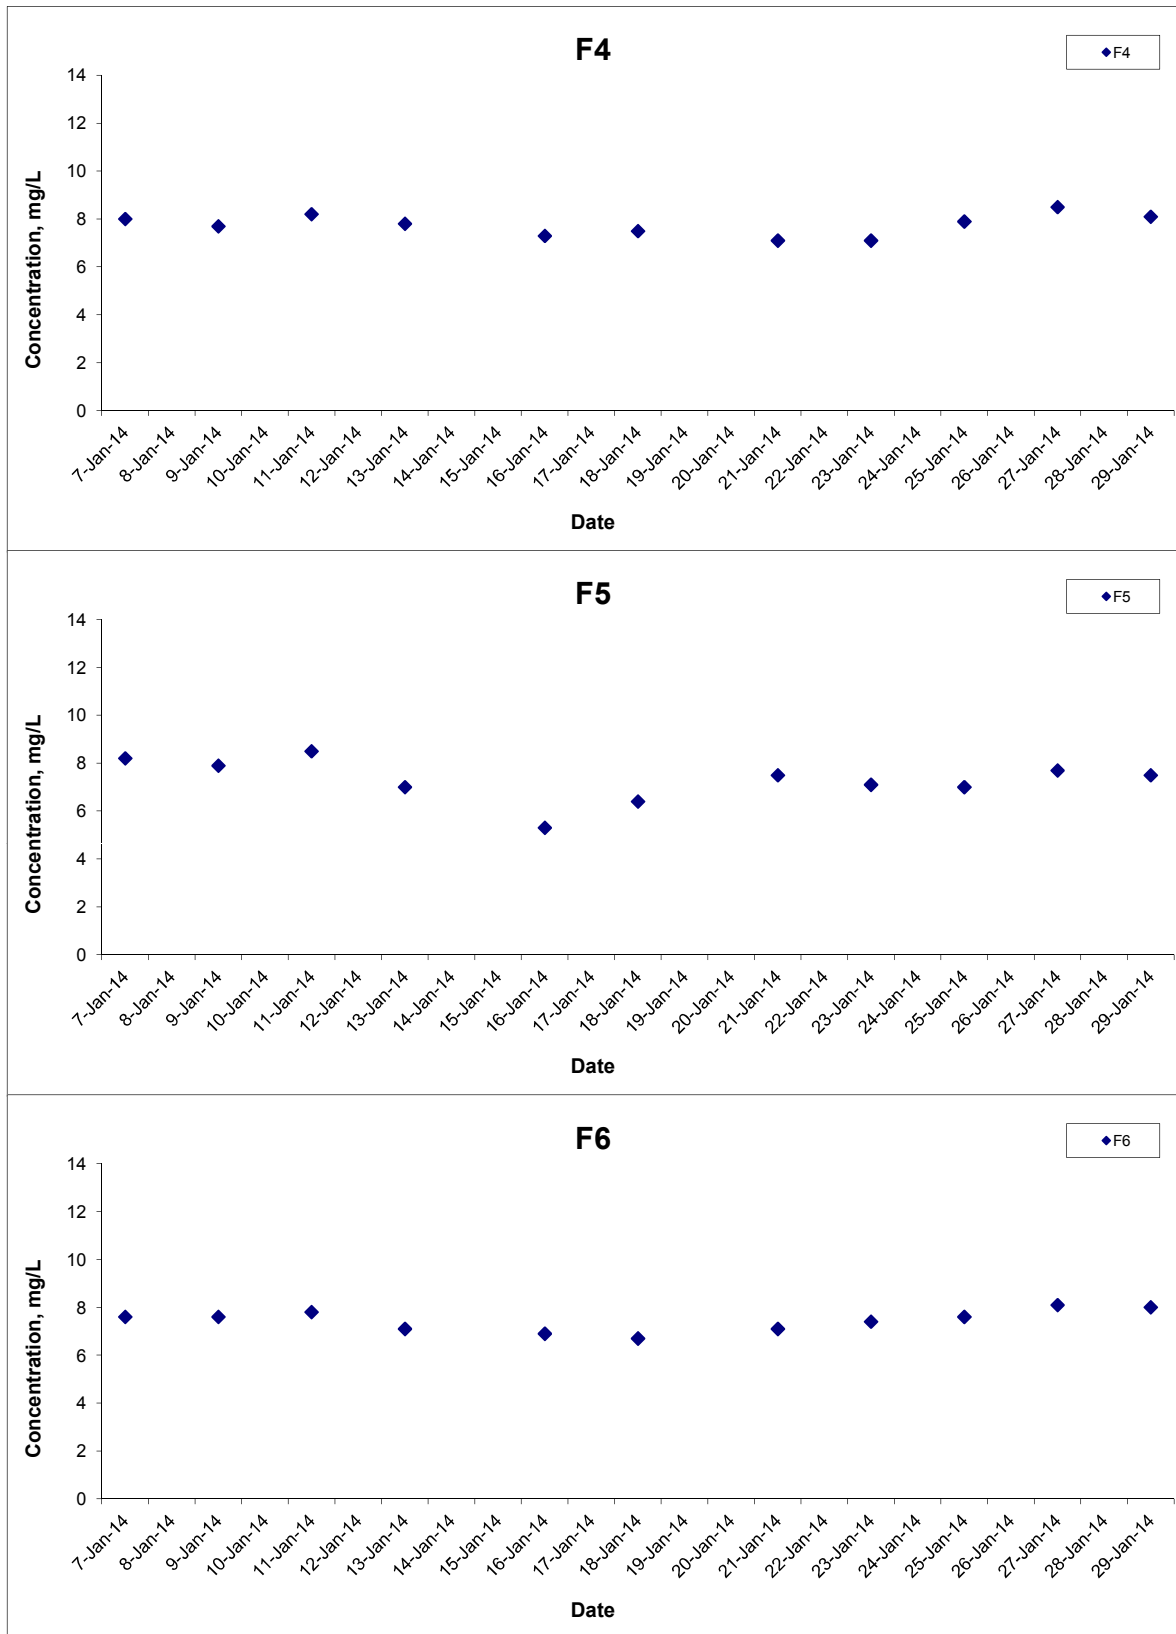 F4
F4
14
12
10
8
6
4
2
0
Concentration, mg/L
7-Jan-14
8-Jan-14
9-Jan-14
10-Jan-14
11-Jan-14
12-Jan-14
13-Jan-14
14-Jan-14
15-Jan-14
16-Jan-14
17-Jan-14
18-Jan-14
19-Jan-14
20-Jan-14
21-Jan-14
22-Jan-14
23-Jan-14
24-Jan-14
25-Jan-14
26-Jan-14
27-Jan-14
28-Jan-14
29-Jan-14
Date
F5
F5
14
12
10
8
6
4
2
0
Concentration, mg/L
7-Jan-14
8-Jan-14
9-Jan-14
10-Jan-14
11-Jan-14
12-Jan-14
13-Jan-14
14-Jan-14
15-Jan-14
16-Jan-14
17-Jan-14
18-Jan-14
19-Jan-14
20-Jan-14
21-Jan-14
22-Jan-14
23-Jan-14
24-Jan-14
25-Jan-14
26-Jan-14
27-Jan-14
28-Jan-14
29-Jan-14
Date
F6
F6
14
12
10
8
6
4
2
0
Concentration, mg/L
7-Jan-14
8-Jan-14
9-Jan-14
10-Jan-14
11-Jan-14
12-Jan-14
13-Jan-14
14-Jan-14
15-Jan-14
16-Jan-14
17-Jan-14
18-Jan-14
19-Jan-14
20-Jan-14
21-Jan-14
22-Jan-14
23-Jan-14
24-Jan-14
25-Jan-14
26-Jan-14
27-Jan-14
28-Jan-14
29-Jan-14
Date